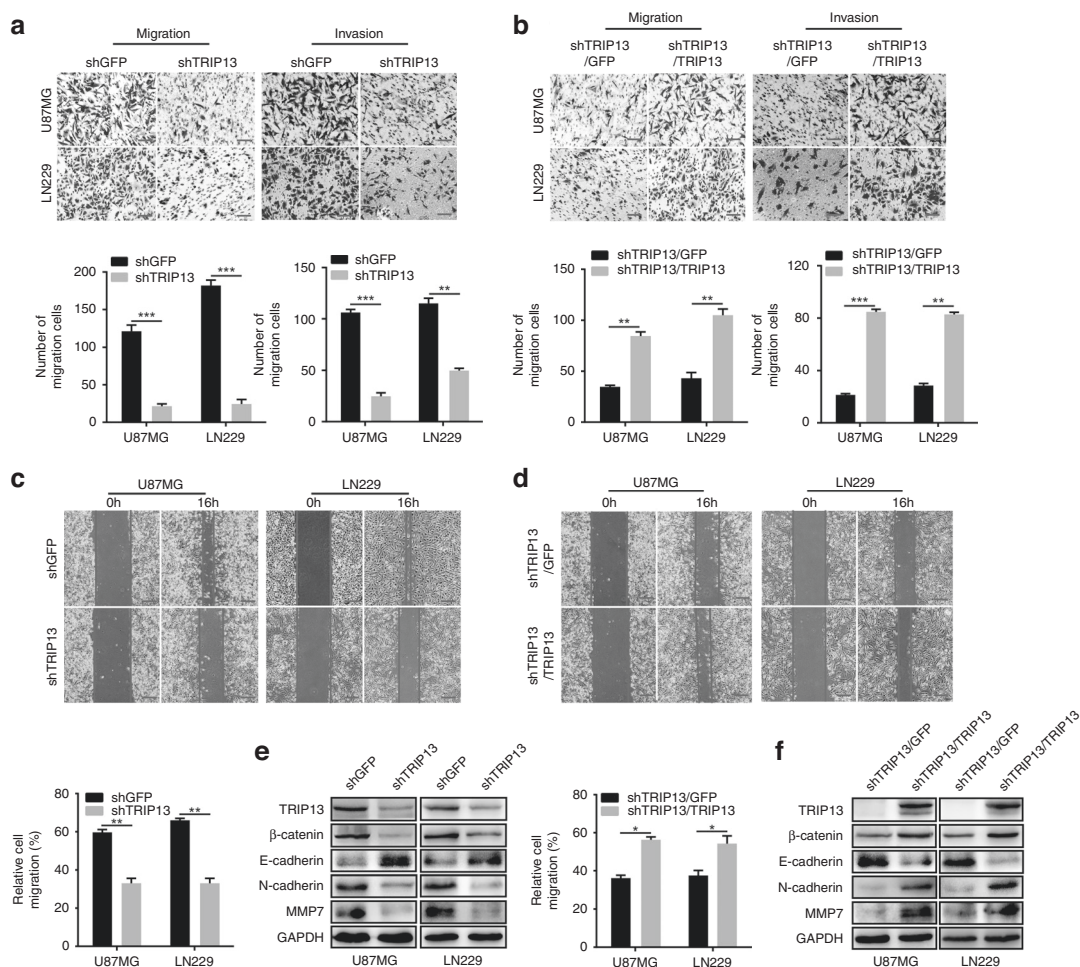 a
Migration
Invasion
shGFP
shTRIP13
shGFP
shTRIP13
U87MG
LN229
shGFP
shTRIP13
200
150
100
50
0
Number of
migration cells
***
***
U87MG
LN229
shGFP
shTRIP13
150
100
50
0
Number of
migration cells
***
**
U87MG
LN229
b
Migration
Invasion
shTRIP13
/GFP
shTRIP13
/TRIP13
shTRIP13
/GFP
shTRIP13
/TRIP13
U87MG
LN229
shTRIP13/GFP
shTRIP13/TRIP13
150
100
50
0
Number of
migration cells
**
**
U87MG
LN229
shTRIP13/GFP
shTRIP13/TRIP13
120
80
40
0
Number of
migration cells
***
**
U87MG
LN229
c
U87MG
LN229
0h
16h
0h
16h
shGFP
shTRIP13
80
60
40
20
0
Relative cell
migration (%)
shGFP
shTRIP13
**
**
U87MG
LN229
d
U87MG
LN229
0h
16h
0h
16h
shTRIP13
/GFP
shTRIP13
/TRIP13
80
60
40
20
0
Relative cell
migration (%)
shTRIP13/GFP
shTRIP13/TRIP13
*
*
U87MG
LN229
e
shGFP
shTRIP13
shGFP
shTRIP13
TRIP13
β-catenin
E-cadherin
N-cadherin
MMP7
GAPDH
U87MG
LN229
f
shTRIP13/GFP
shTRIP13/TRIP13
shTRIP13/GFP
shTRIP13/TRIP13
TRIP13
β-catenin
E-cadherin
N-cadherin
MMP7
GAPDH
U87MG
LN229